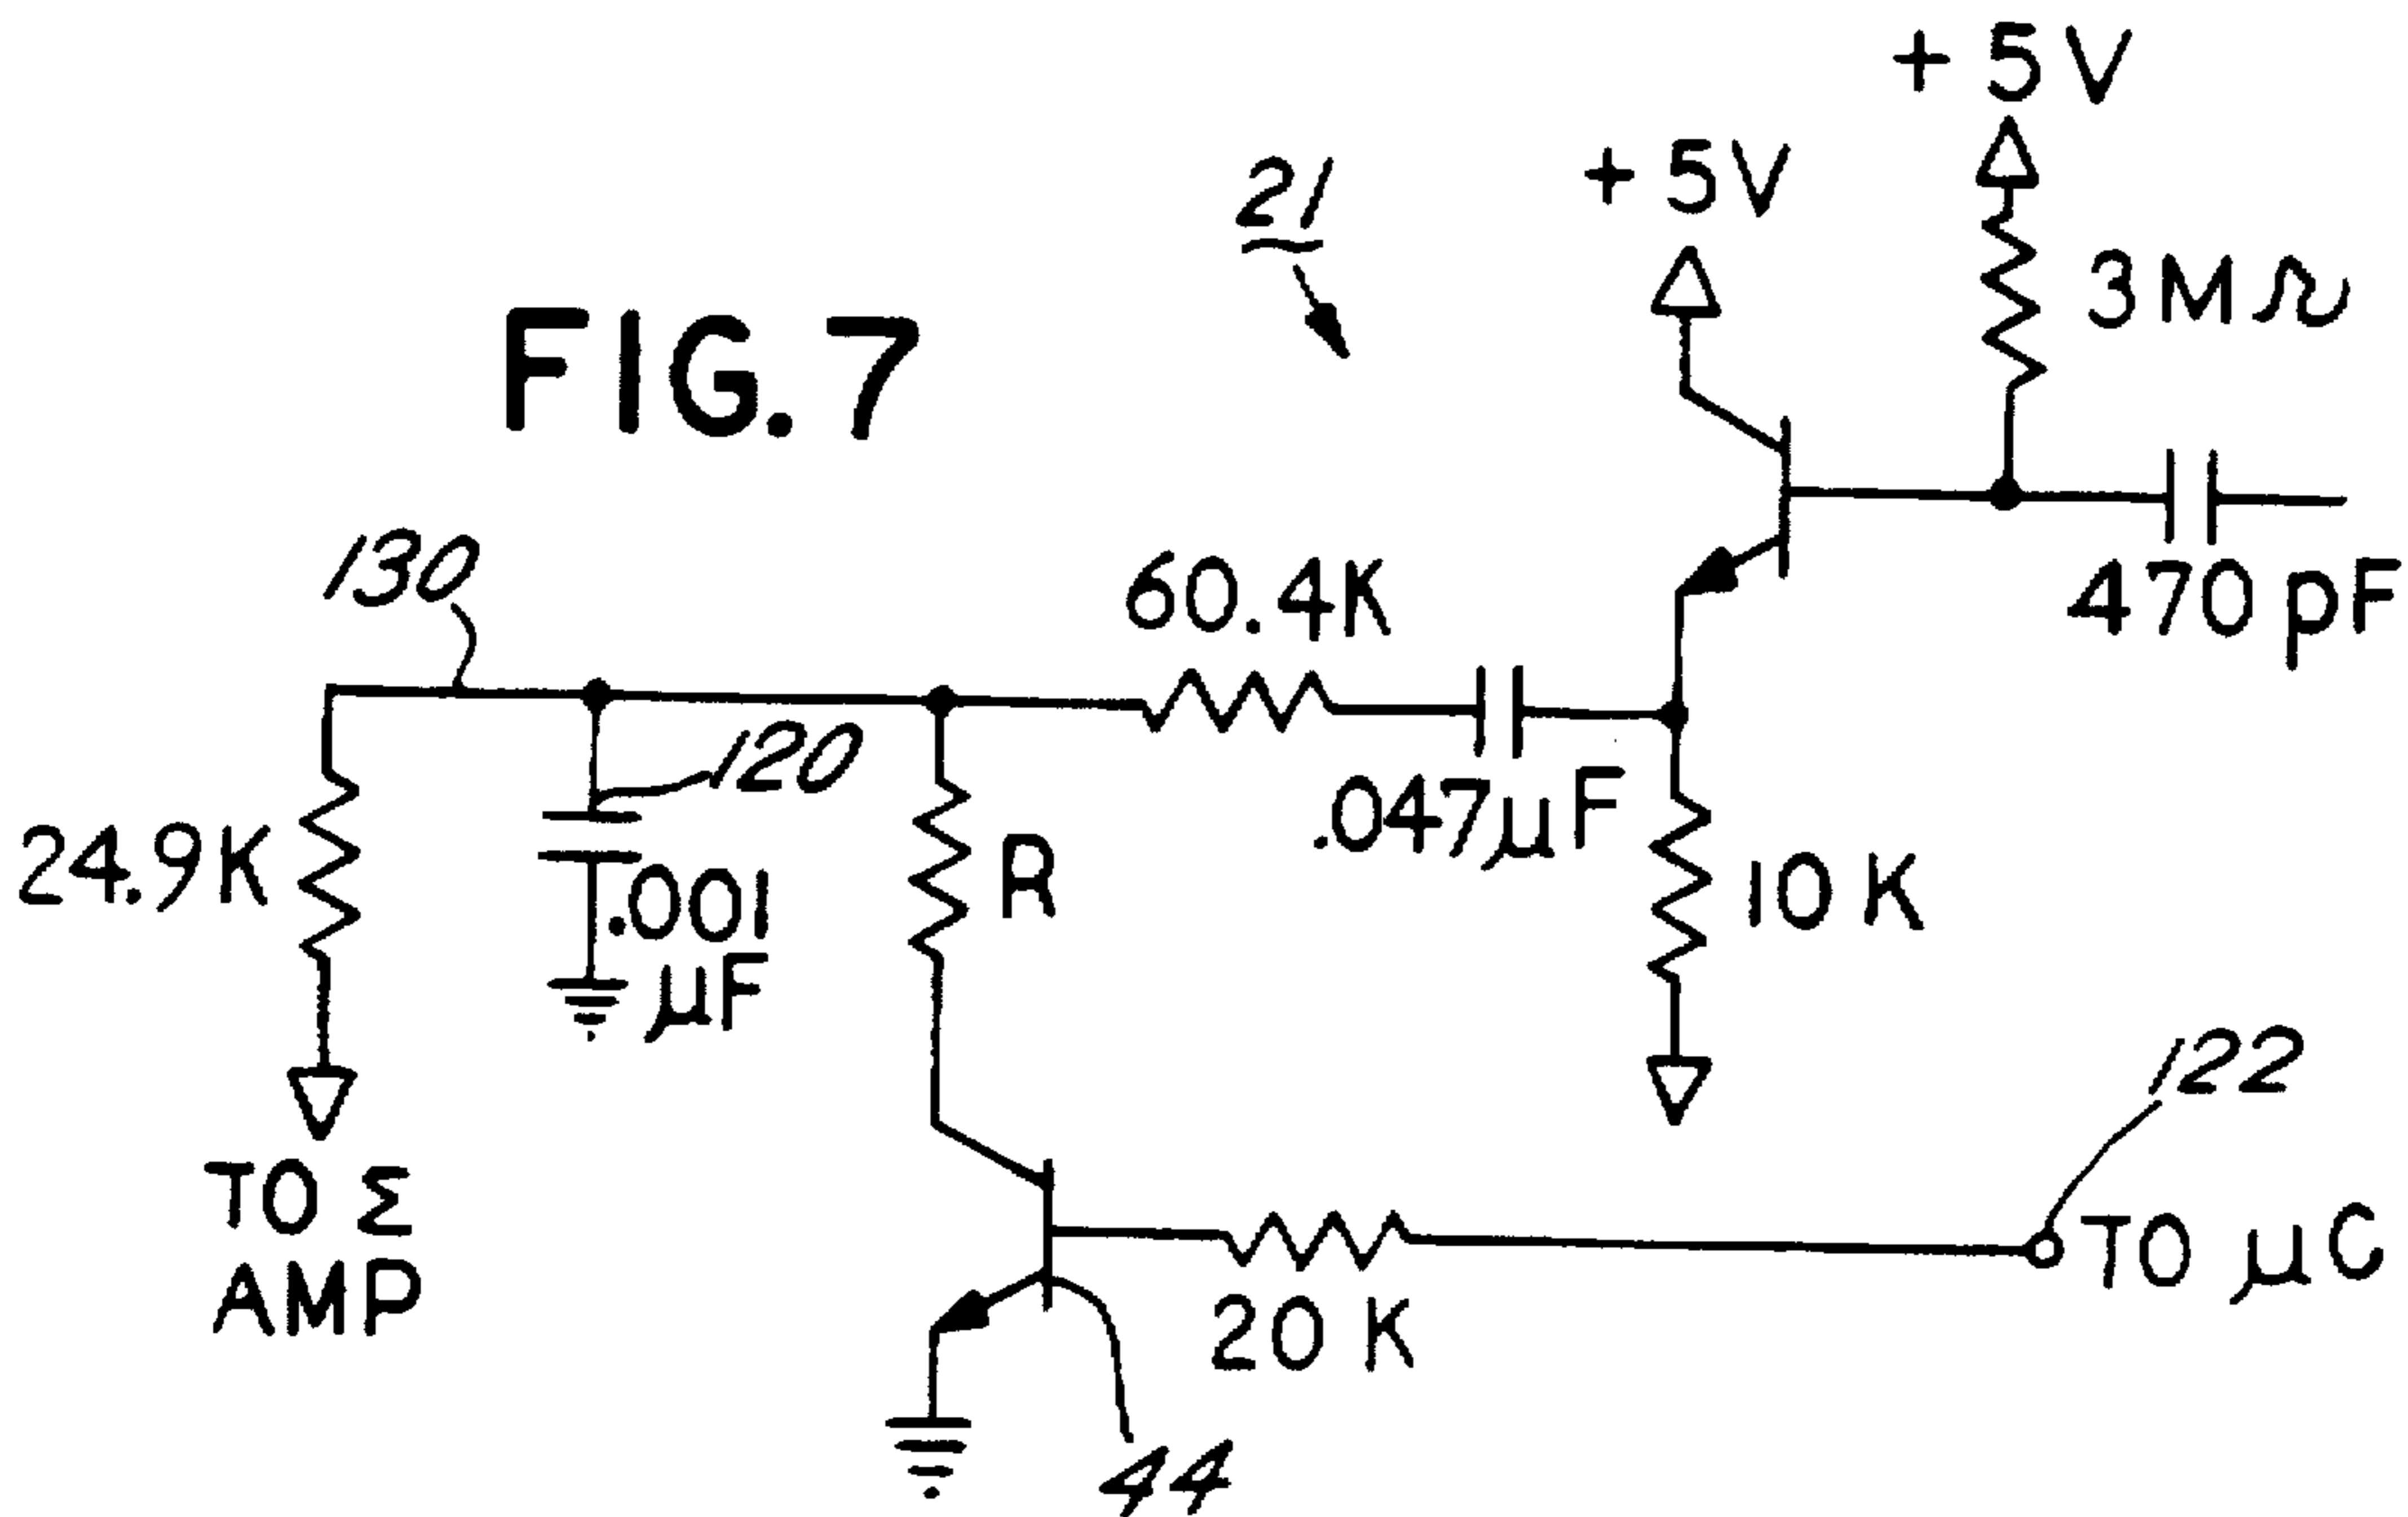 +5V
+5V
21
3MΩ
FIG. 7
130
60.4K
470pF
120
.047µF
24.9K
.001
µF
R
10K
122
TO Σ
AMP
TO µC
20K
44